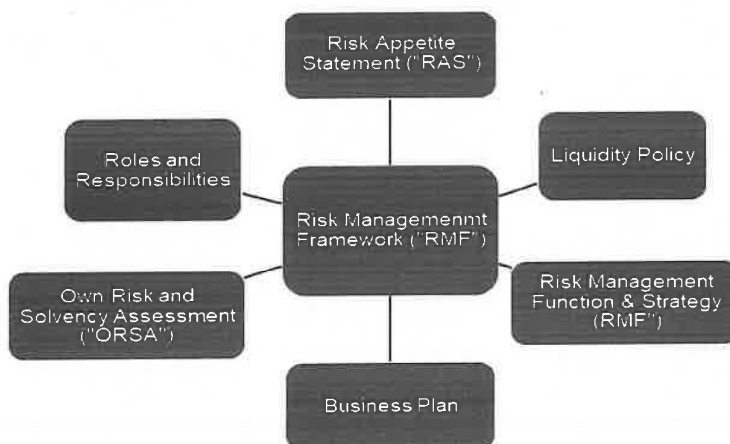 Risk Appetite
Statement ("RAS")
Roles and
Responsibilities
Liquidity Policy
Risk Managemenmt
Framework ("RMF")
Own Risk and
Solvency Assessment
("ORSA")
Risk Management
Function & Strategy
(RMF")
Business Plan